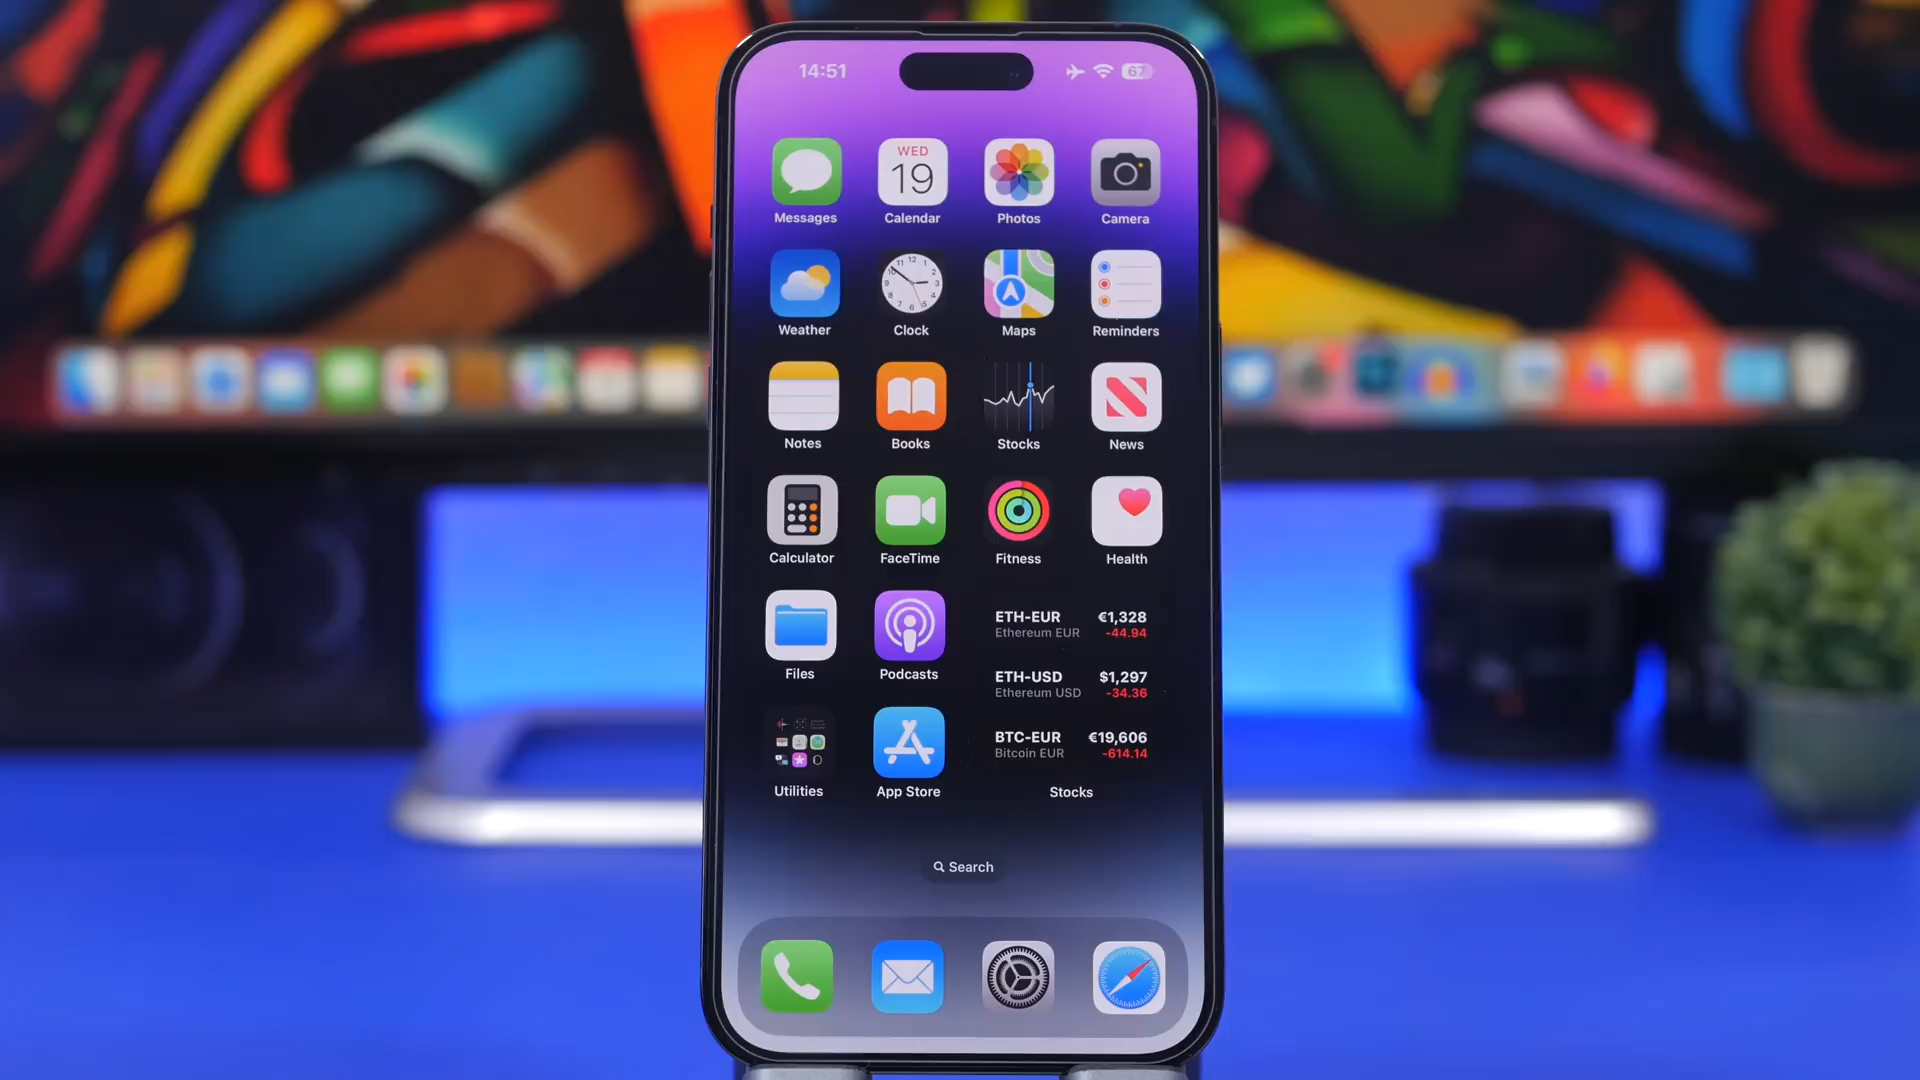 14:51
67
WED
19
Messages
Calendar
Photos
Camera
Weather
Clock
Maps
Reminders
Notes
Books
Stocks
News
Calculator
FaceTime
Fitness
Health
Files
Podcasts
ETH-EUR €1,328
Ethereum EUR -44.94
ETH-USD $1,297
Ethereum USD -34.36
BTC-EUR €19,606
Bitcoin EUR -614.14
Utilities
App Store
Stocks
Search